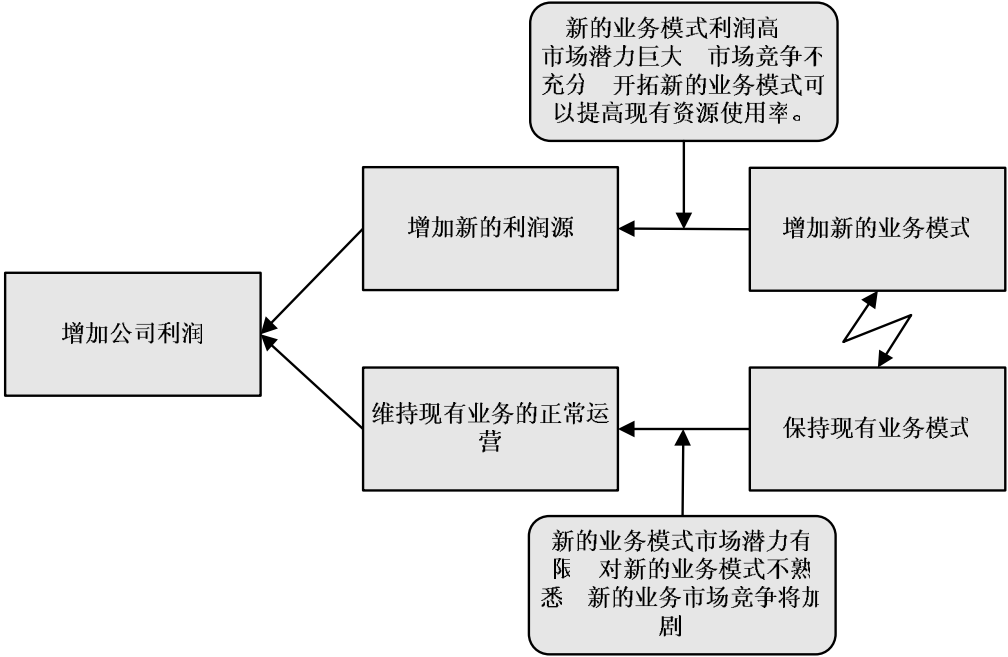 新的业务模式利润高
市场潜力巨大 市场竞争不
充分 开拓新的业务模式可
以提高现有资源使用率。
增加新的利润源
增加新的业务模式
增加公司利润
维持现有业务的正常运
营
保持现有业务模式
新的业务模式市场潜力有
限 对新的业务模式不熟
悉 新的业务市场竞争将加
剧